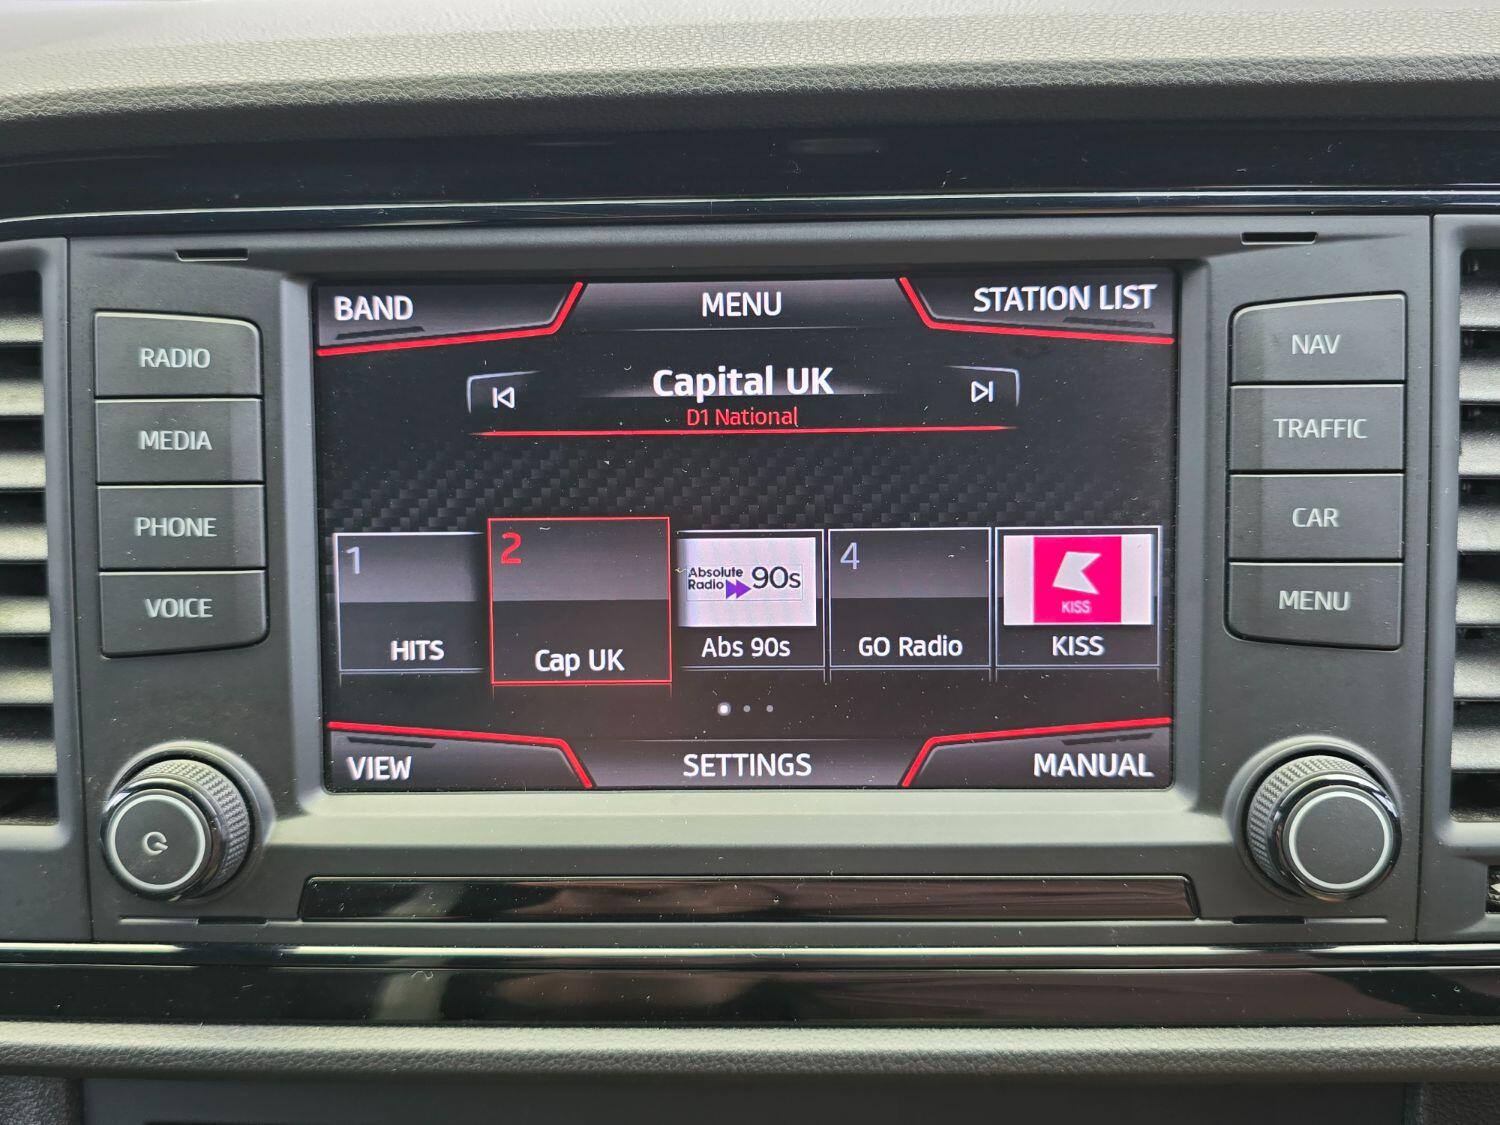 BAND
MENU
STATION LIST
RADIO
MEDIA
PHONE
VOICE
NAV
TRAFFIC
CAR
MENU
Capital UK
D1 National
1
HITS
2
Cap UK
Absolute
Radio 90s
Abs 90s
4
GO Radio
KISS
KISS
VIEW
SETTINGS
MANUAL